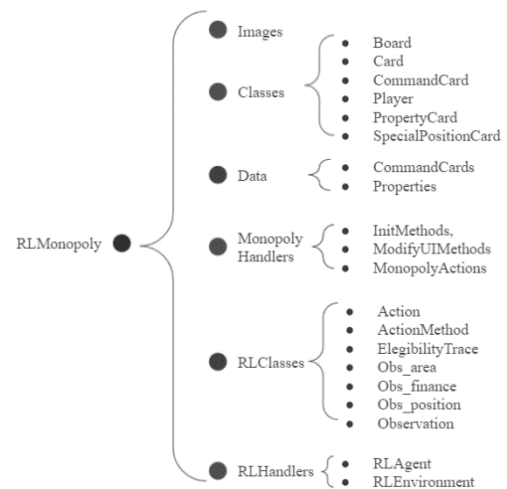 RLMonopoly
Images
Classes
Board
Card
CommandCard
Player
PropertyCard
SpecialPositionCard
Data
CommandCards
Properties
Monopoly
Handlers
InitMethods,
ModifyUIMethods
MonopolyActions
RLClasses
Action
ActionMethod
ElegibilityTrace
Obs_area
Obs_finance
Obs_position
Observation
RLHandlers
RLAgent
RLEnvironment